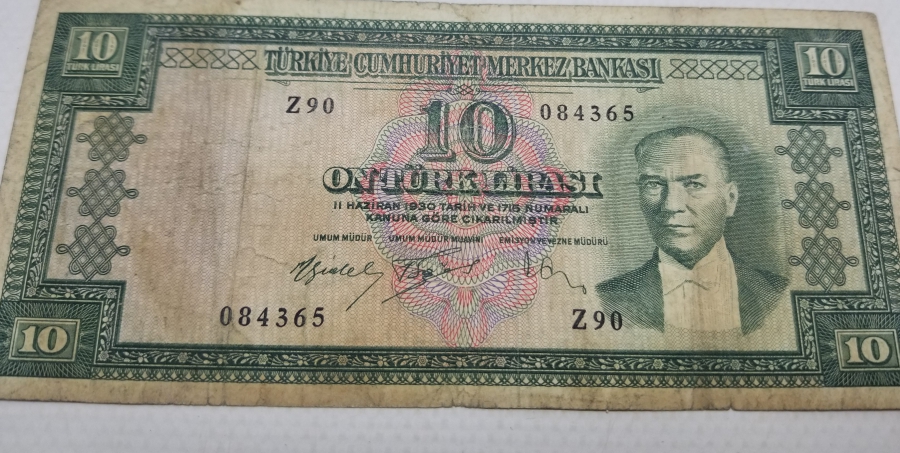 10 10
TÜRK LİRASI TÜRK LİRASI
TÜRKİYE CUMHURİYET MERKEZ BANKASI
Z90 084365
10
ON TÜRK LİRASI
11 HAZİRAN 1930 TARİH VE 1715 NUMARALI
KANUNA GÖRE ÇIKARILMIŞTIR
UMUM MÜDÜR UMUM MÜDÜR MUAVİNİ EMİSYON VE VEZNE MÜDÜRÜ
084365 Z90
10 10